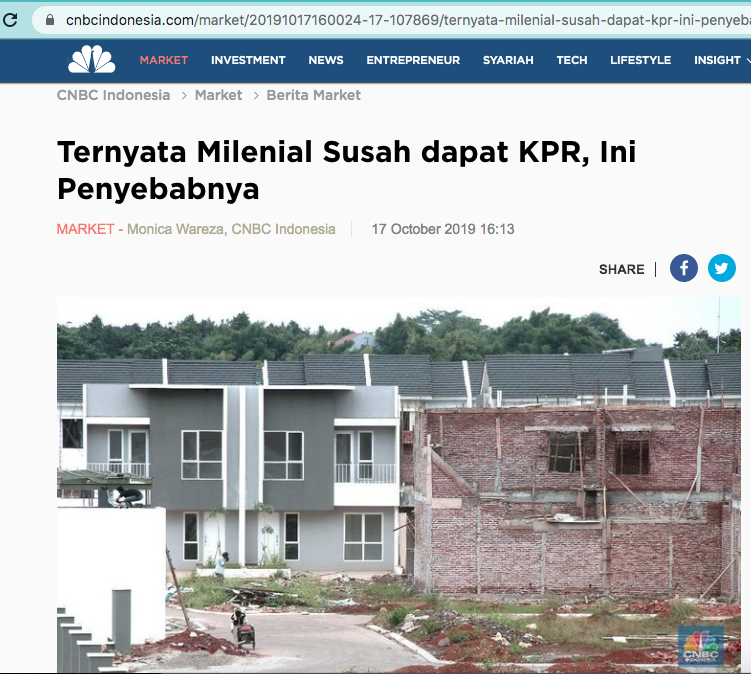 cnbcindonesia.com/market/20191017160024-17-107869/ternyata-milenial-susah-dapat-kpr-ini-penyeba
MARKET INVESTMENT NEWS ENTREPRENEUR SYARIAH TECH LIFESTYLE INSIGHT
CNBC Indonesia > Market > Berita Market
Ternyata Milenial Susah dapat KPR, Ini
Penyebabnya
MARKET - Monica Wareza, CNBC Indonesia | 17 October 2019 16:13
SHARE |
CNBC
INDONESIA